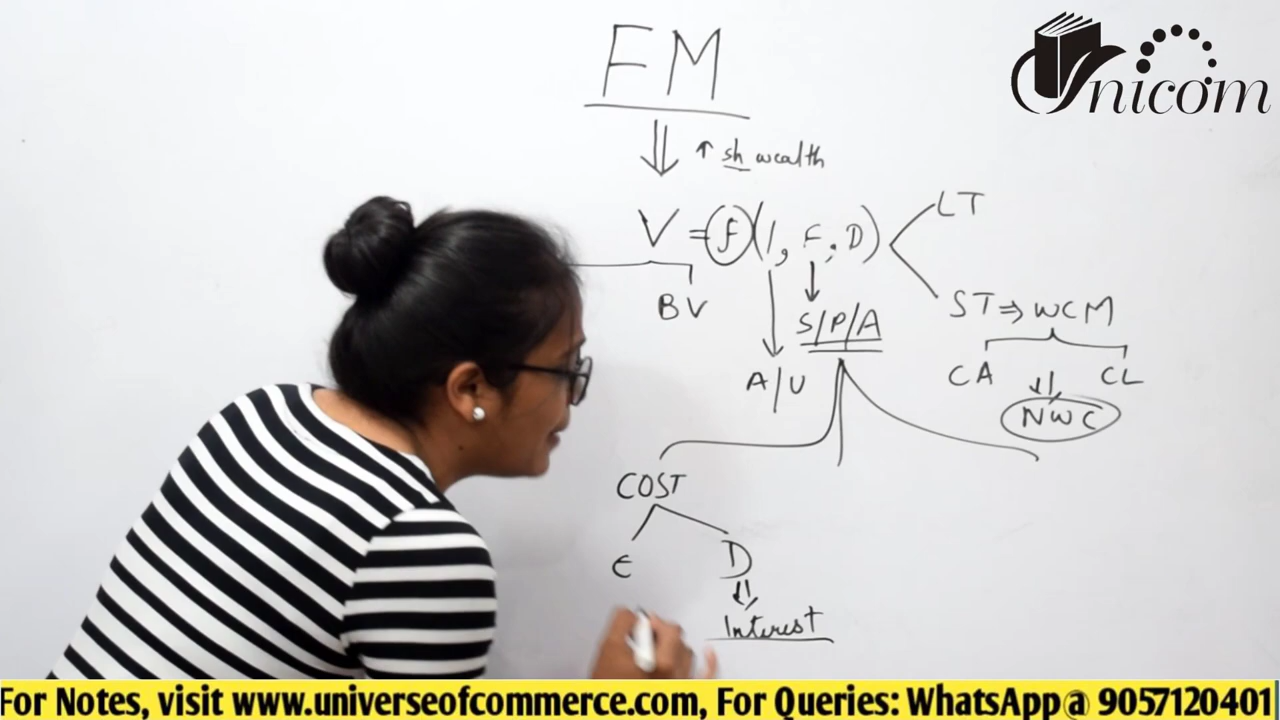 FM
Unicom
↑ sh wealth
LT
V = f(I, F, D)
BV
ST ⇒ WCM
S/P/A
A/U
CA
CL
NWC
COST
E
D
Interest
For Notes, visit www.universeofcommerce.com, For Queries: WhatsApp@ 9057120401